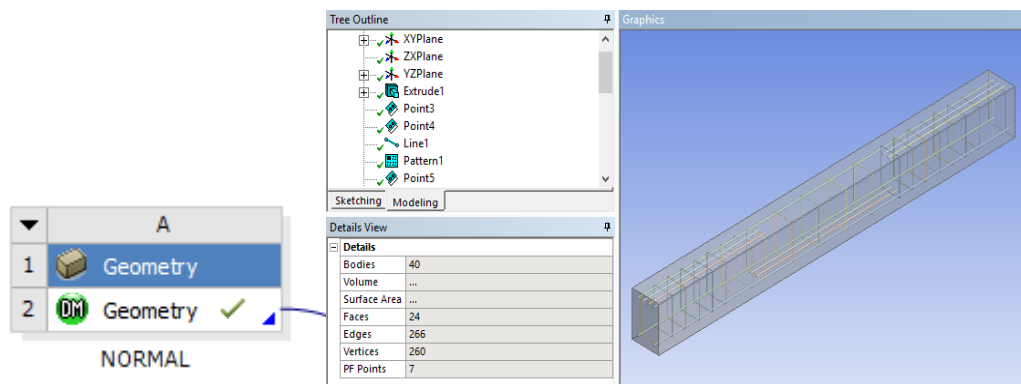 A
1 Geometry
2 DM Geometry
NORMAL
Tree Outline
XYPlane
ZXPlane
YZPlane
Extrude1
Point3
Point4
Line1
Pattern1
Point5
Sketching Modeling
Details View
Details
Bodies 40
Volume ...
Surface Area ...
Faces 24
Edges 266
Vertices 260
PF Points 7
Graphics